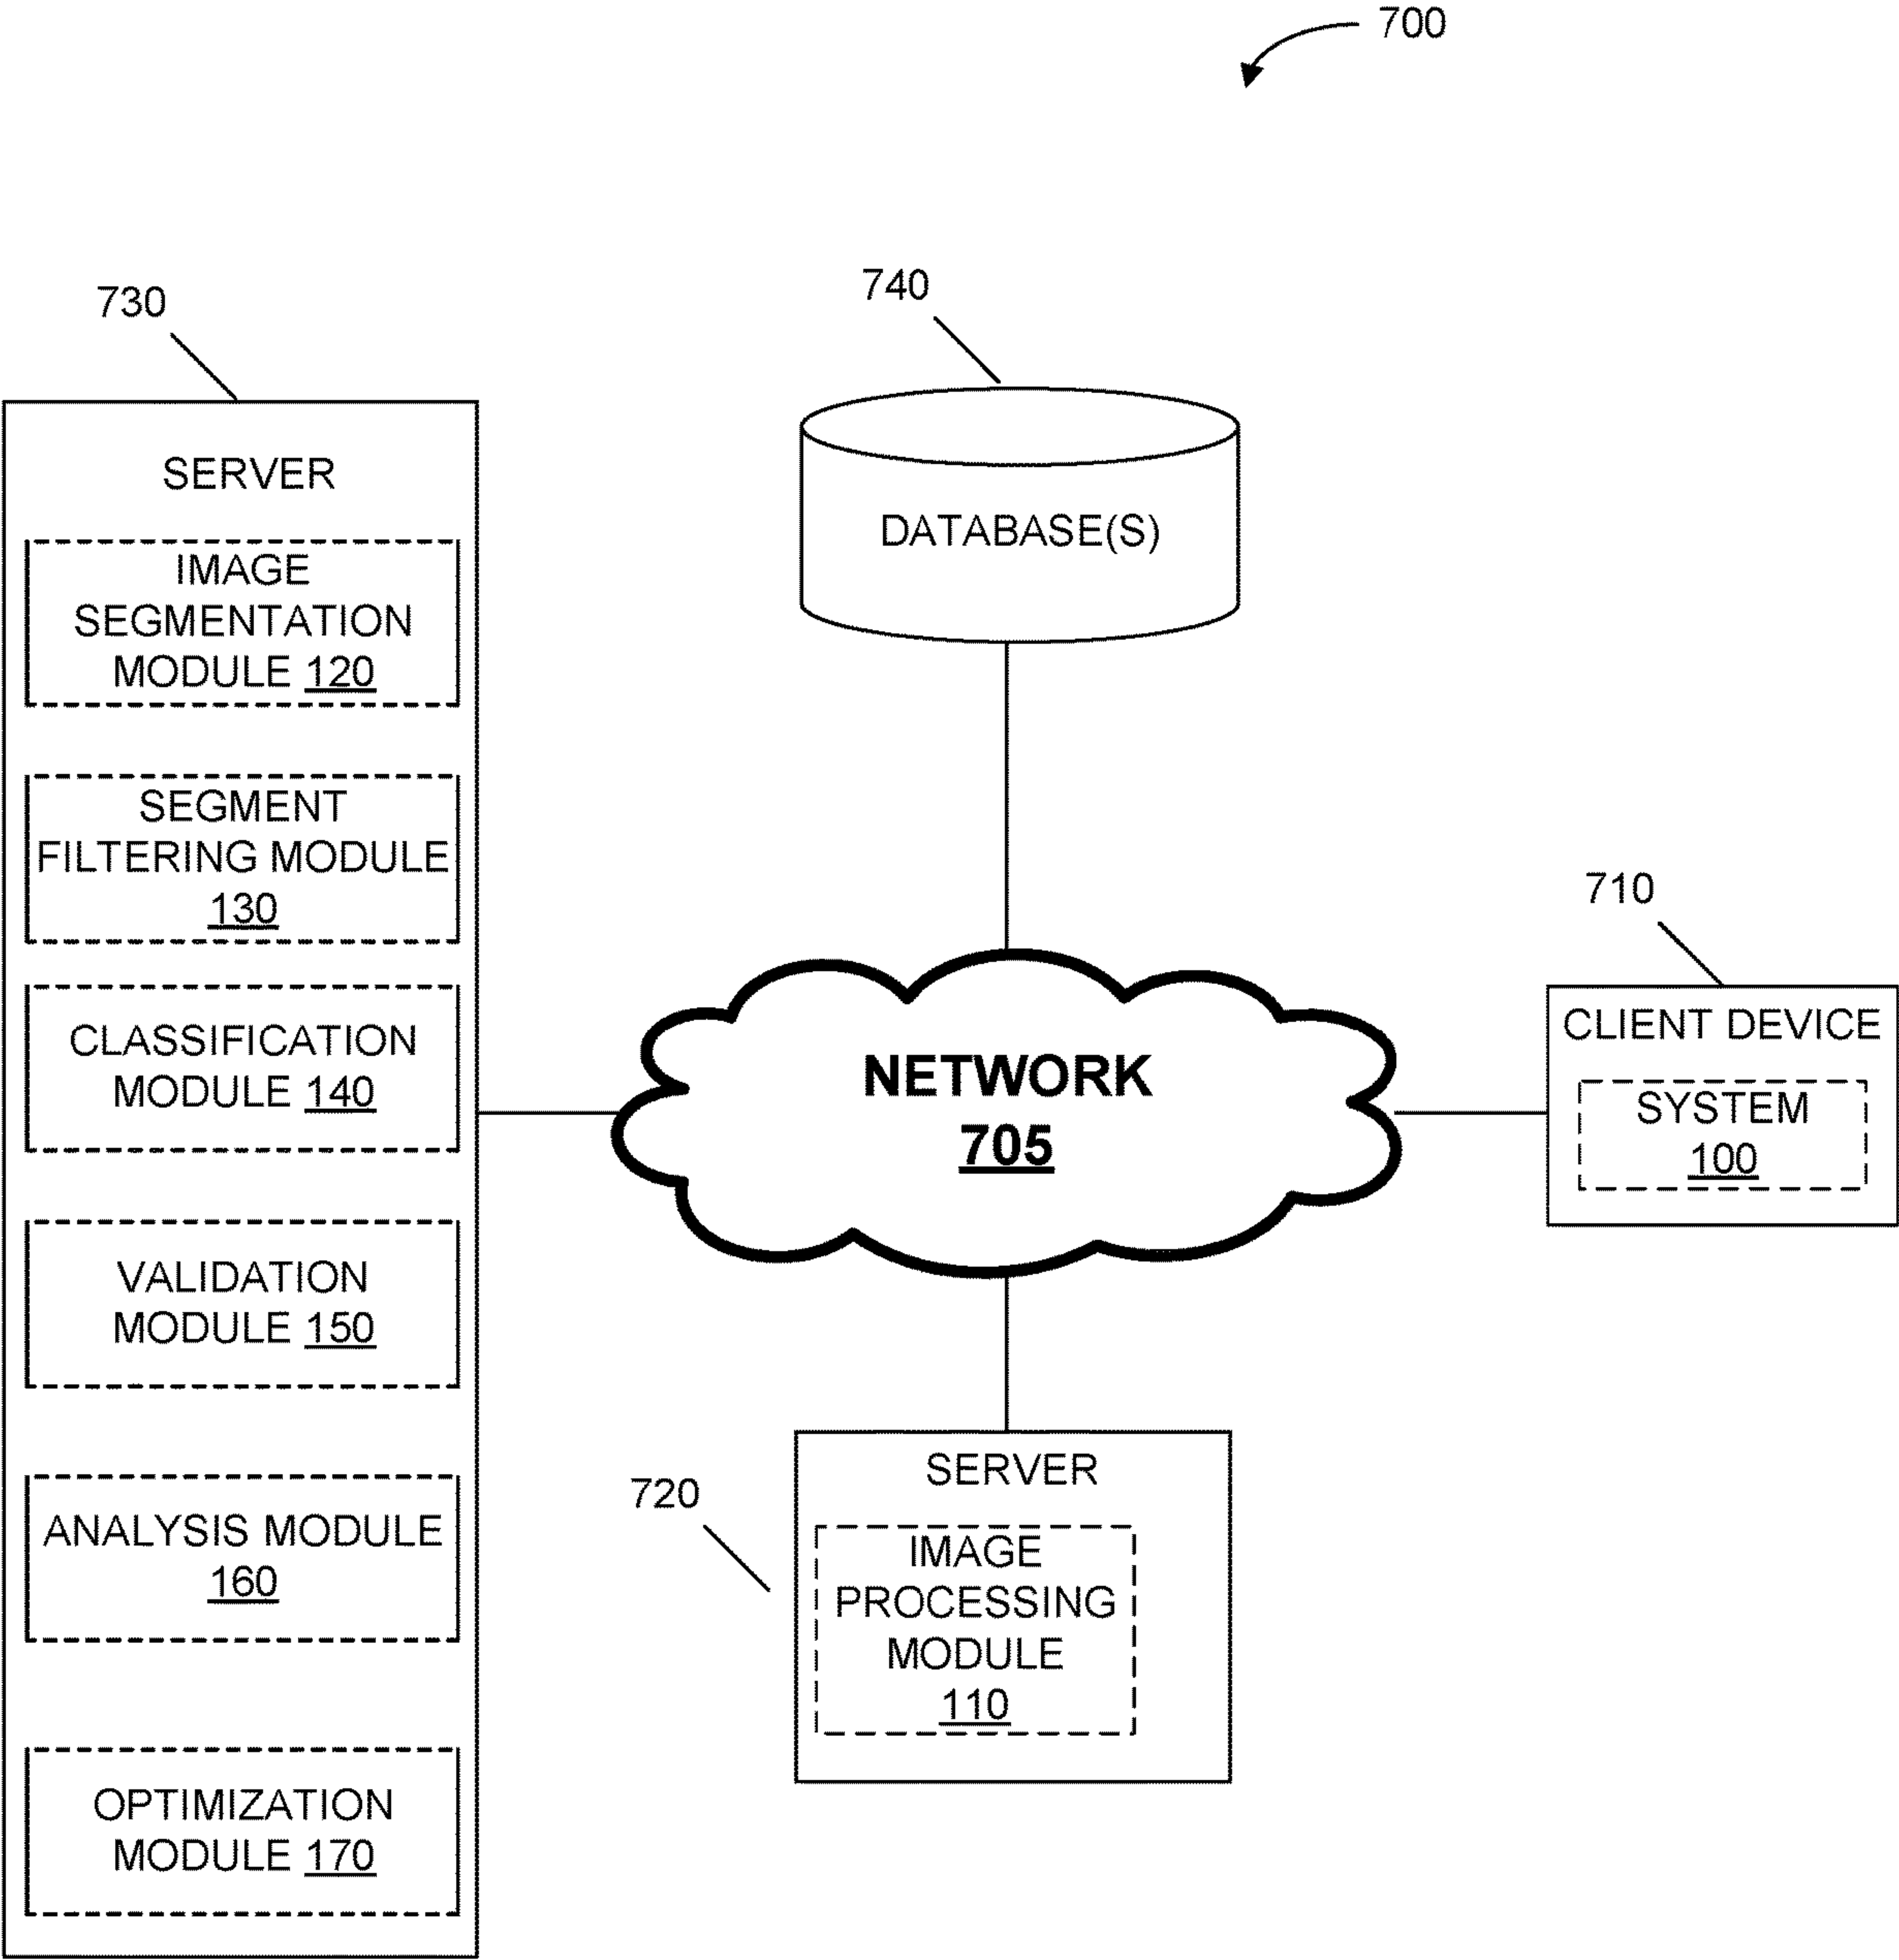 700
730
SERVER
IMAGE
SEGMENTATION
MODULE 120
SEGMENT
FILTERING MODULE
130
CLASSIFICATION
MODULE 140
VALIDATION
MODULE 150
ANALYSIS MODULE
160
OPTIMIZATION
MODULE 170
740
DATABASE(S)
NETWORK
705
710
CLIENT DEVICE
SYSTEM
100
720
SERVER
IMAGE
PROCESSING
MODULE
110